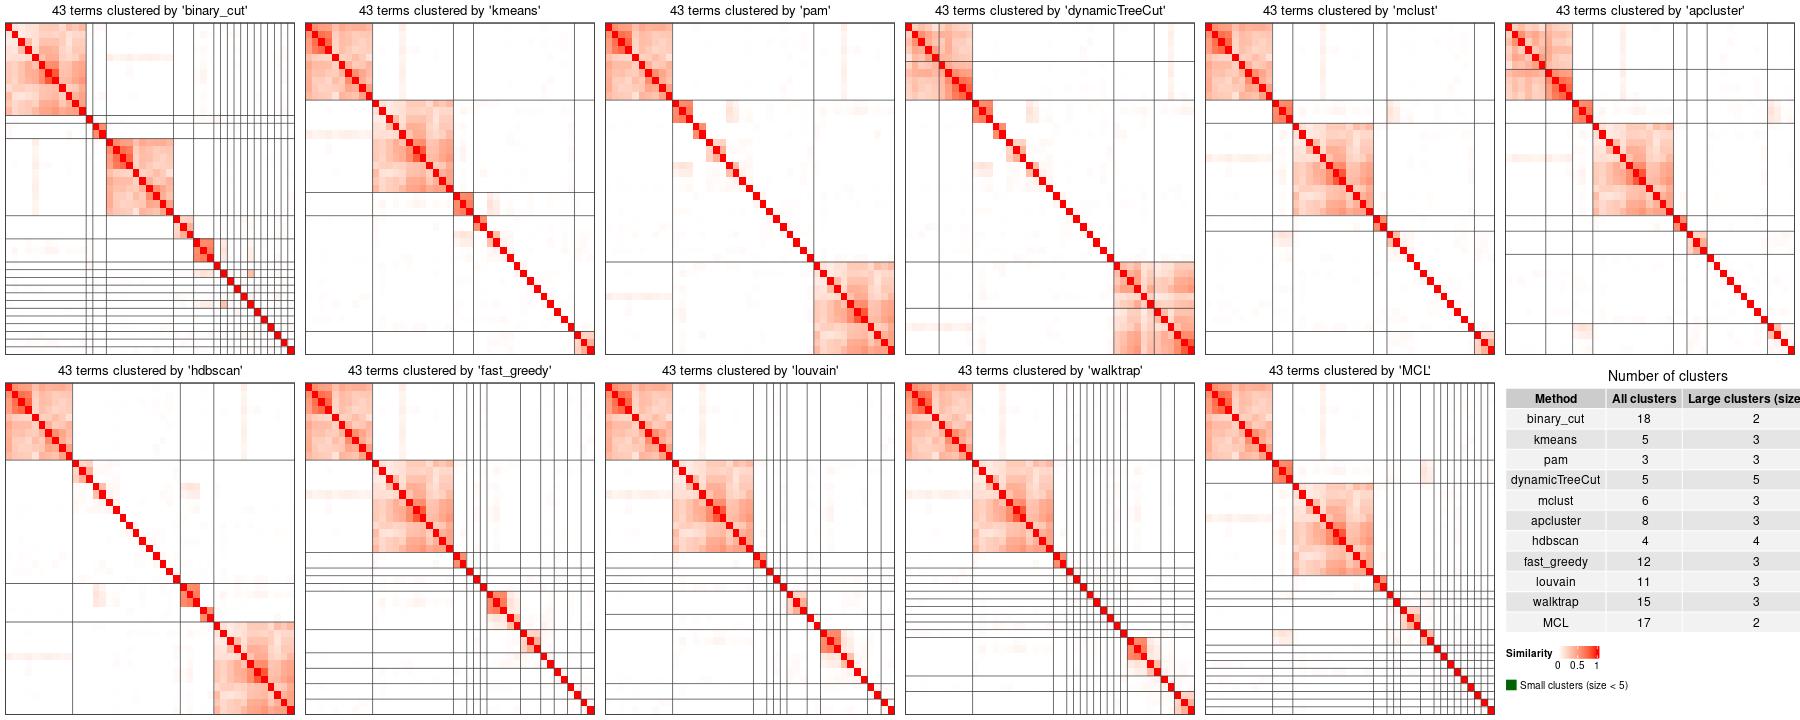 43 terms clustered by 'binary_cut'
43 terms clustered by 'kmeans'
43 terms clustered by 'pam'
43 terms clustered by 'dynamicTreeCut'
43 terms clustered by 'mclust'
43 terms clustered by 'apcluster'
43 terms clustered by 'hdbscan'
43 terms clustered by 'fast_greedy'
43 terms clustered by 'louvain'
43 terms clustered by 'walktrap'
43 terms clustered by 'MCL'
Number of clusters
Method All clusters Large clusters (size
binary_cut 18 2
kmeans 5 3
pam 3 3
dynamicTreeCut 5 5
mclust 6 3
apcluster 8 3
hdbscan 4 4
fast_greedy 12 3
louvain 11 3
walktrap 15 3
MCL 17 2
Similarity
0 0.5 1
Small clusters (size < 5)